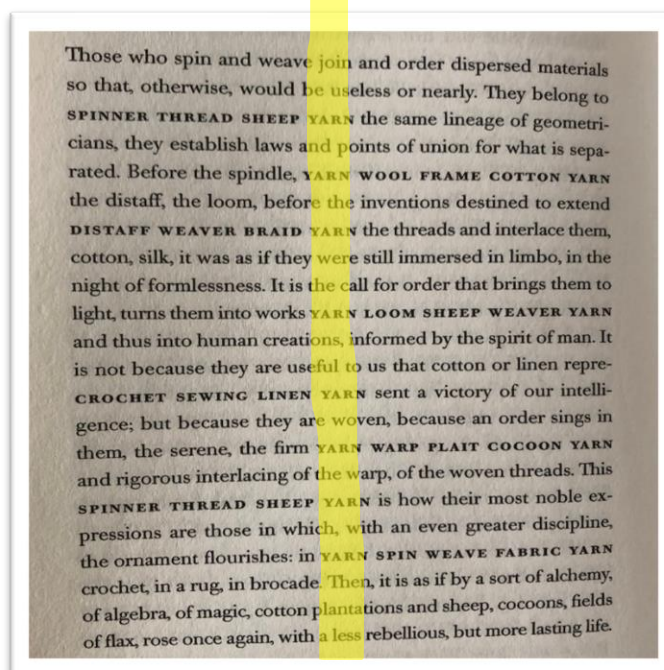 Those who spin and weave join and order dispersed materials
so that, otherwise, would be useless or nearly. They belong to
SPINNER THREAD SHEEP YARN the same lineage of geometri-
cians, they establish laws and points of union for what is sepa-
rated. Before the spindle, YARN WOOL FRAME COTTON YARN
the distaff, the loom, before the inventions destined to extend
DISTAFF WEAVER BRAID YARN the threads and interlace them,
cotton, silk, it was as if they were still immersed in limbo, in the
night of formlessness. It is the call for order that brings them to
light, turns them into works YARN LOOM SHEEP WEAVER YARN
and thus into human creations, informed by the spirit of man. It
is not because they are useful to us that cotton or linen repre-
CROCHET SEWING LINEN YARN sent a victory of our intelli-
gence; but because they are woven, because an order sings in
them, the serene, the firm YARN WARP PLAIT COCOON YARN
and rigorous interlacing of the warp, of the woven threads. This
SPINNER THREAD SHEEP YARN is how their most noble ex-
pressions are those in which, with an even greater discipline,
the ornament flourishes: in YARN SPIN WEAVE FABRIC YARN
crochet, in a rug, in brocade. Then, it is as if by a sort of alchemy,
of algebra, of magic, cotton plantations and sheep, cocoons, fields
of flax, rose once again, with a less rebellious, but more lasting life.